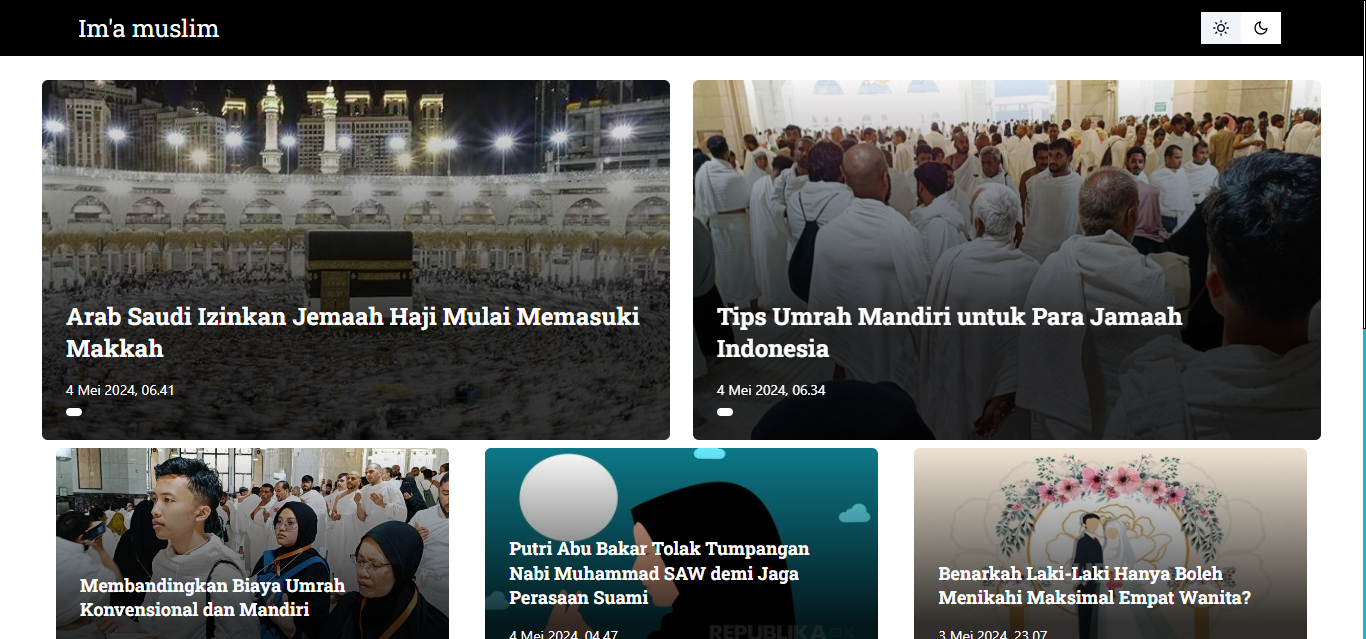 Im'a muslim
Arab Saudi Izinkan Jemaah Haji Mulai Memasuki
Makkah
4 Mei 2024, 06.41
Tips Umrah Mandiri untuk Para Jamaah
Indonesia
4 Mei 2024, 06.34
Membandingkan Biaya Umrah
Konvensional dan Mandiri
Putri Abu Bakar Tolak Tumpangan
Nabi Muhammad SAW demi Jaga
Perasaan Suami
4 Mei 2024, 04.47
REPUBLIKA
Benarkah Laki-Laki Hanya Boleh
Menikahi Maksimal Empat Wanita?
3 Mei 2024, 23.07